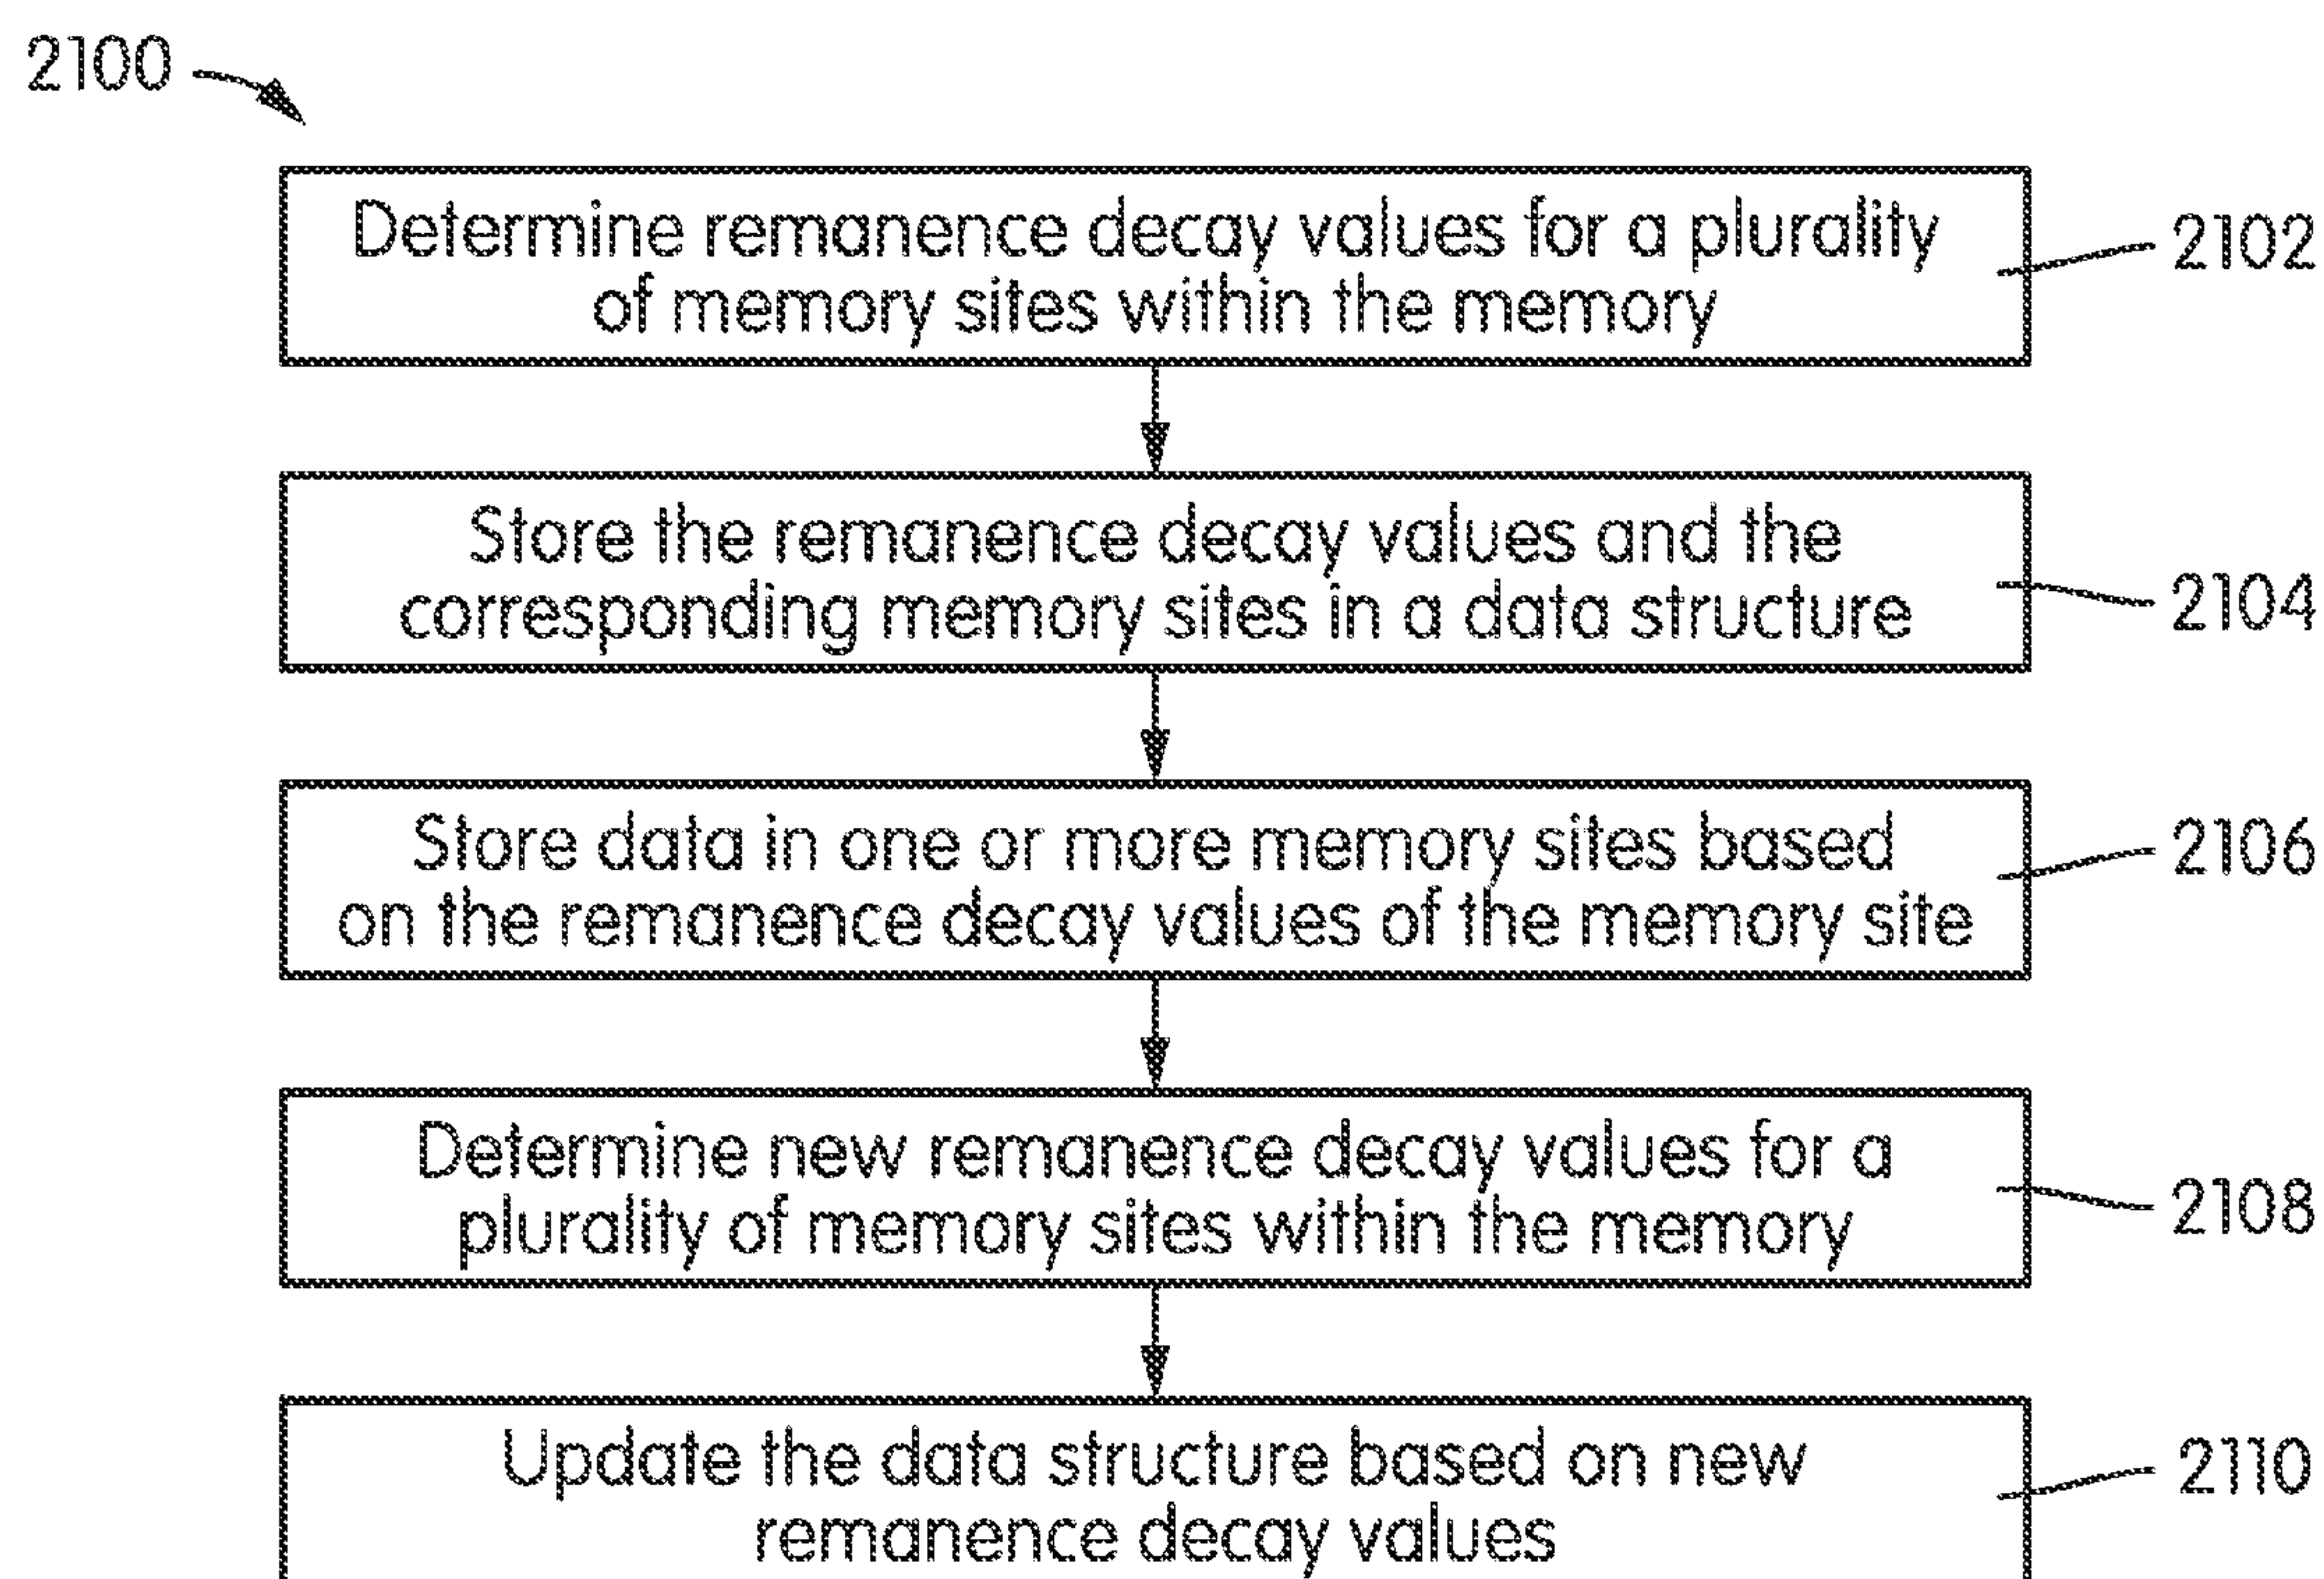 2100
Determine remanence decay values for a plurality
of memory sites within the memory
2102
Store the remanence decay values and the
corresponding memory sites in a data structure
2104
Store data in one or more memory sites based
on the remanence decay values of the memory site
2106
Determine new remanence decay values for a
plurality of memory sites within the memory
2108
Update the data structure based on new
remanence decay values
2110